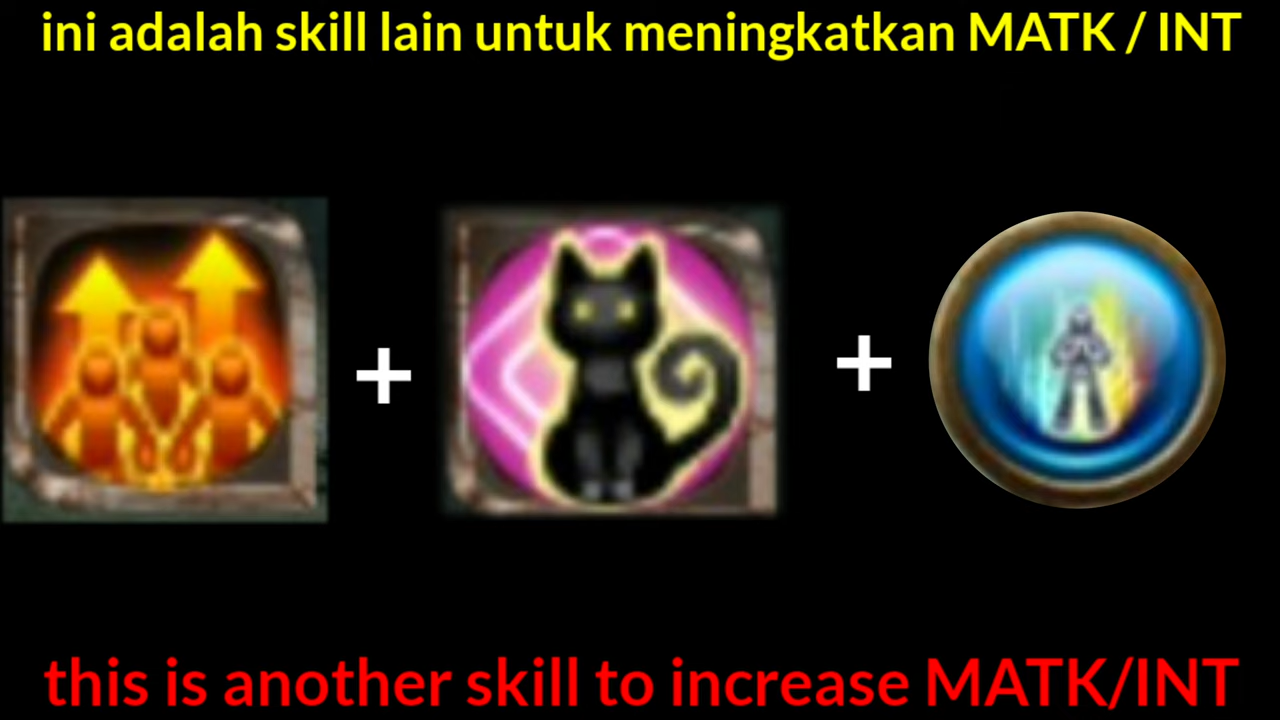 ini adalah skill lain untuk meningkatkan MATK / INT
+
+
this is another skill to increase MATK/INT